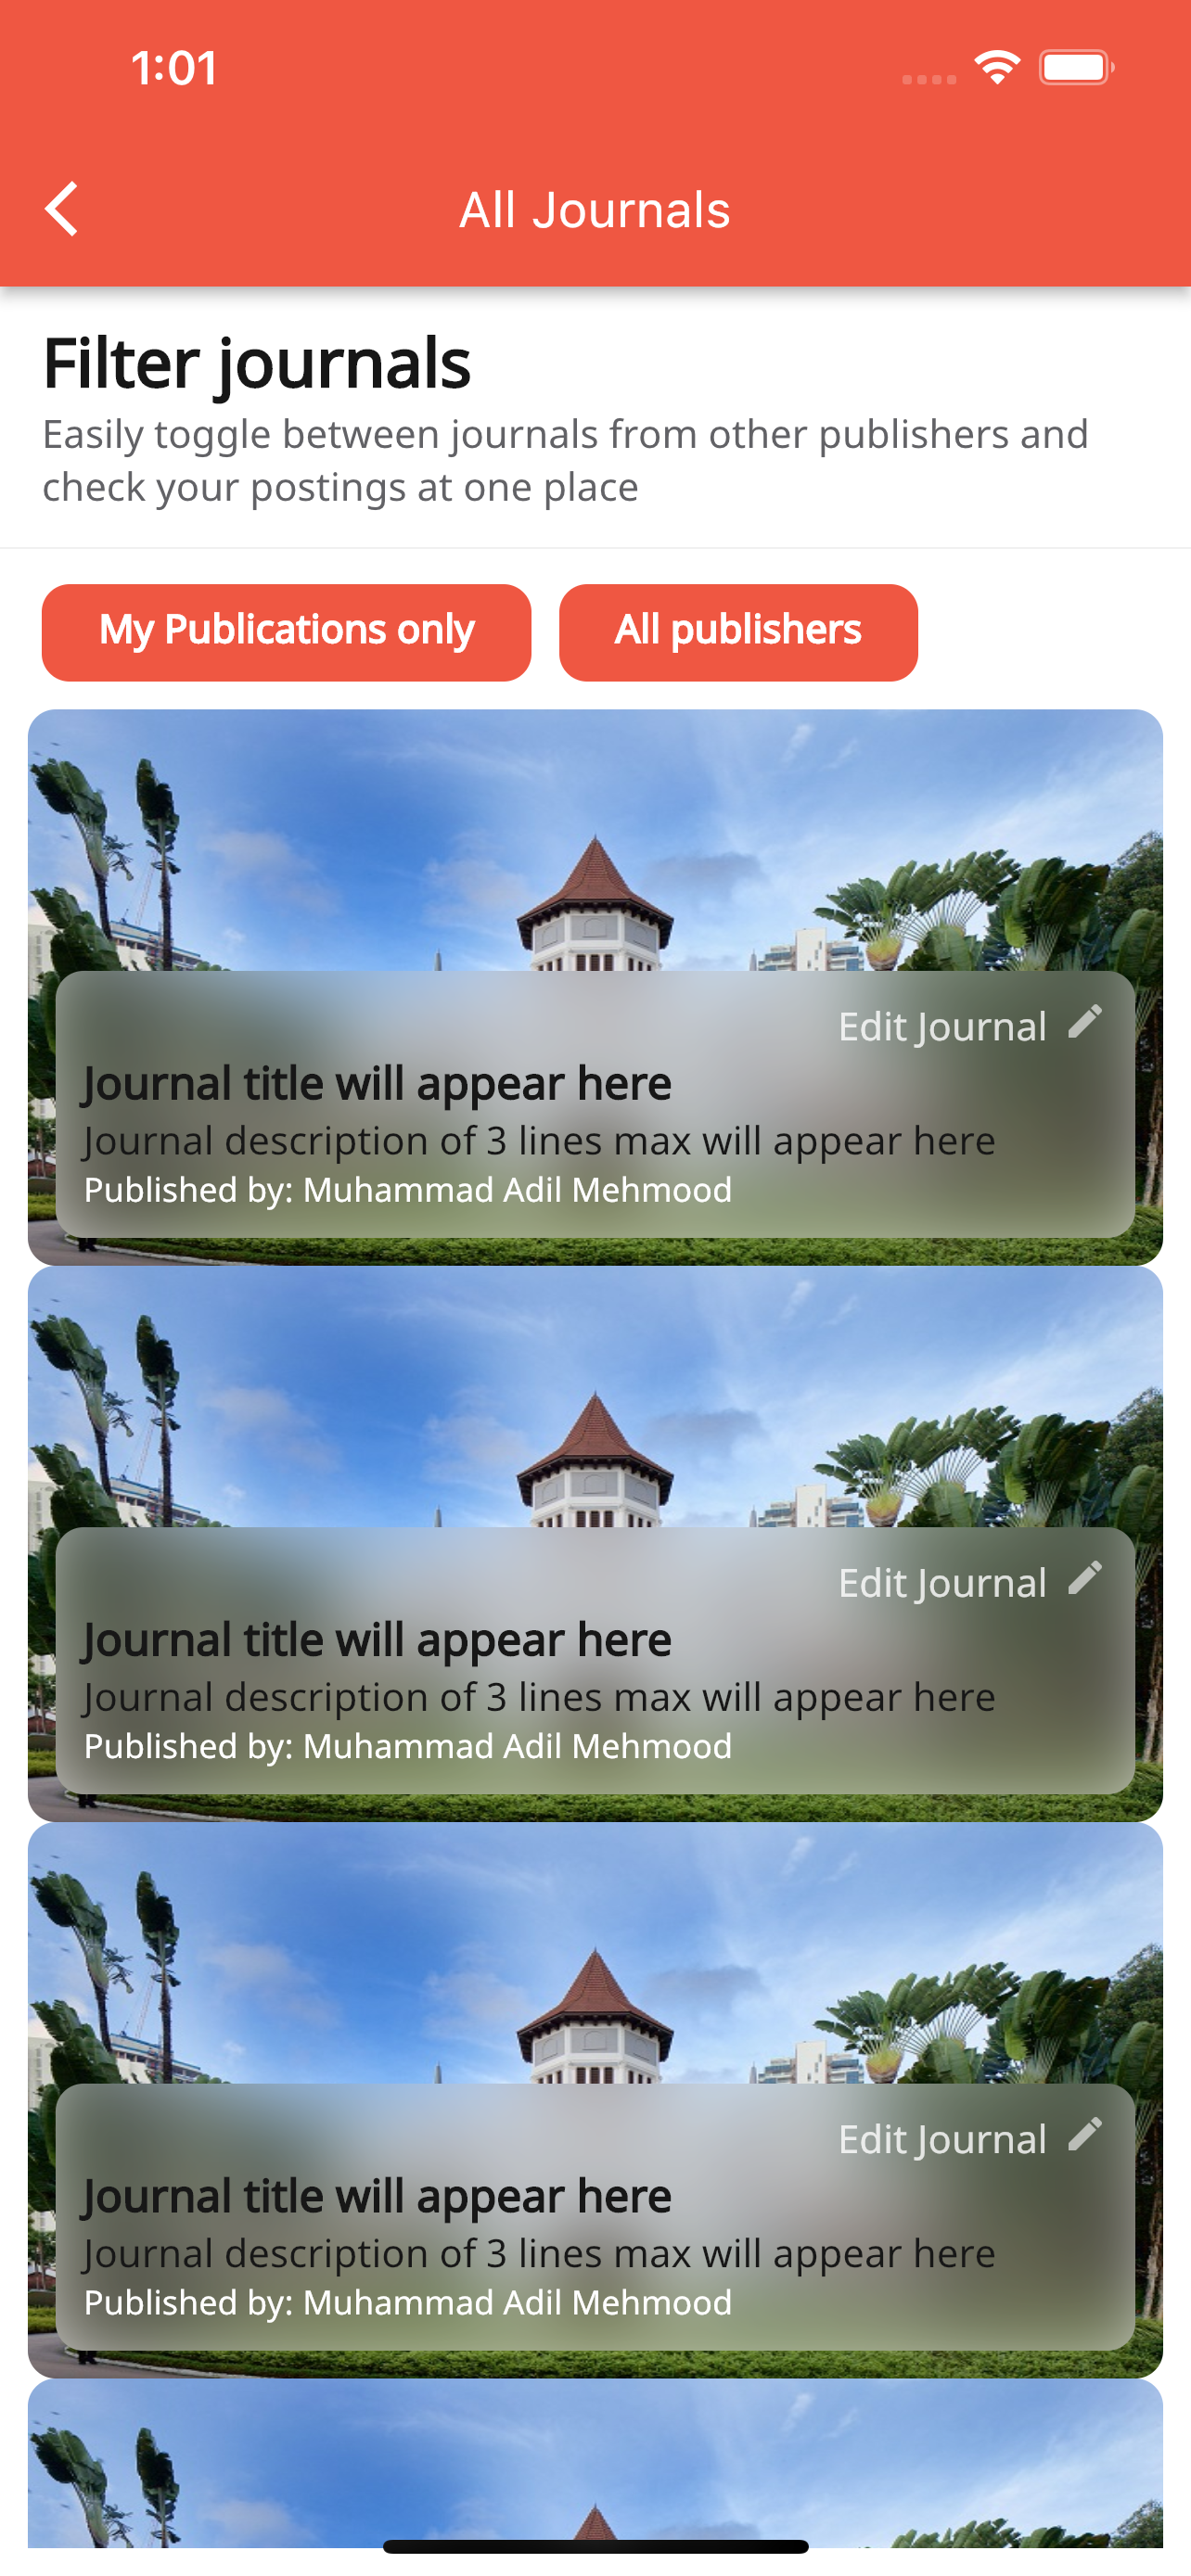 1:01
All Journals
Filter journals
Easily toggle between journals from other publishers and
check your postings at one place
My Publications only
All publishers
Edit Journal
Journal title will appear here
Journal description of 3 lines max will appear here
Published by: Muhammad Adil Mehmood
Edit Journal
Journal title will appear here
Journal description of 3 lines max will appear here
Published by: Muhammad Adil Mehmood
Edit Journal
Journal title will appear here
Journal description of 3 lines max will appear here
Published by: Muhammad Adil Mehmood